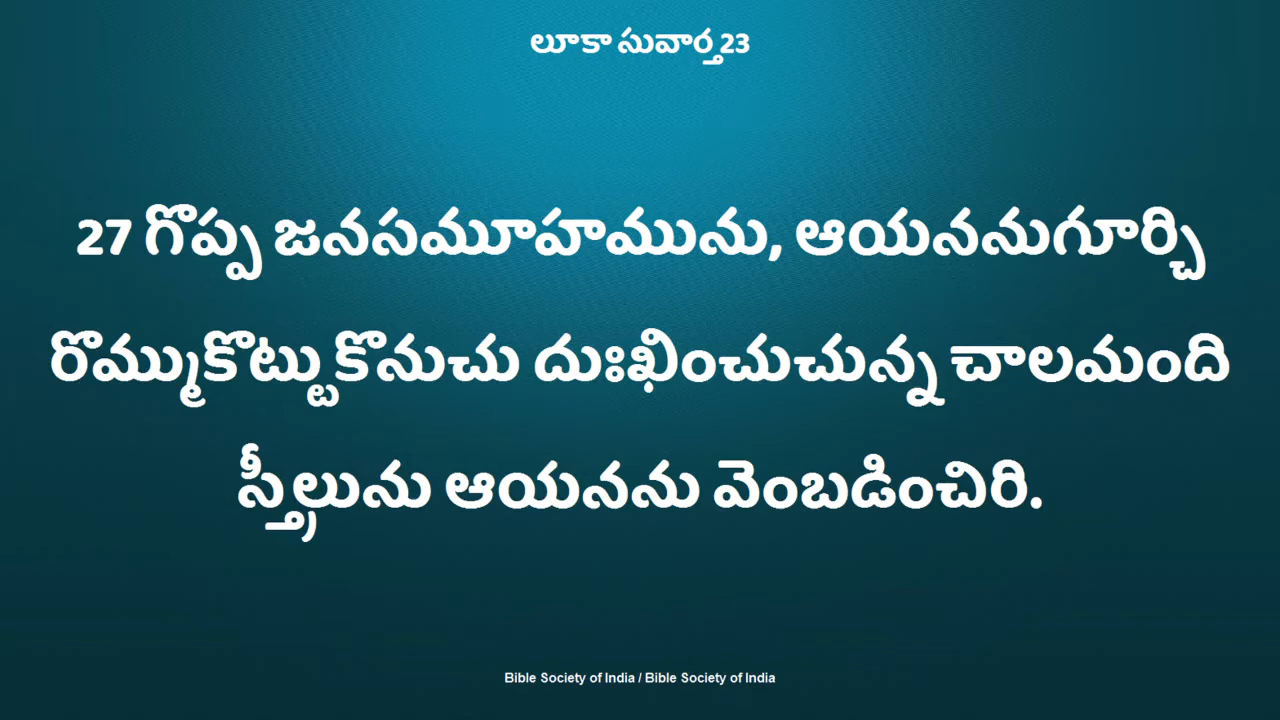 లూకా సువార్త 23
27 గొప్ప జనసమూహమును, ఆయననుగూర్చి
రొమ్ముకొట్టుకొనుచు దుఃఖించుచున్న చాలమంది
స్త్రీలును ఆయనను వెంబడించిరి.
Bible Society of India / Bible Society of India